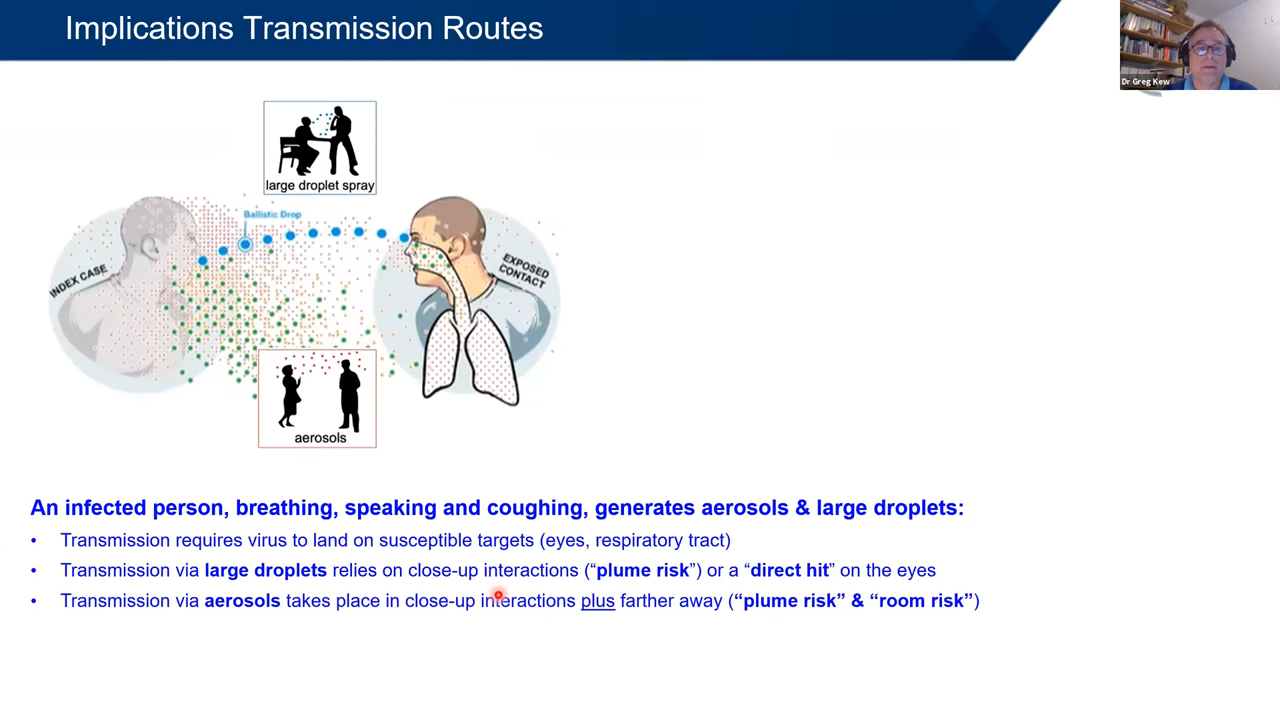 Implications Transmission Routes
Dr Greg Kew
large droplet spray
Ballistic Drop
INDEX CASE
EXPOSED
CONTACT
aerosols
An infected person, breathing, speaking and coughing, generates aerosols & large droplets:
• Transmission requires virus to land on susceptible targets (eyes, respiratory tract)
• Transmission via large droplets relies on close-up interactions (“plume risk”) or a “direct hit” on the eyes
• Transmission via aerosols takes place in close-up interactions plus farther away (“plume risk” & “room risk”)